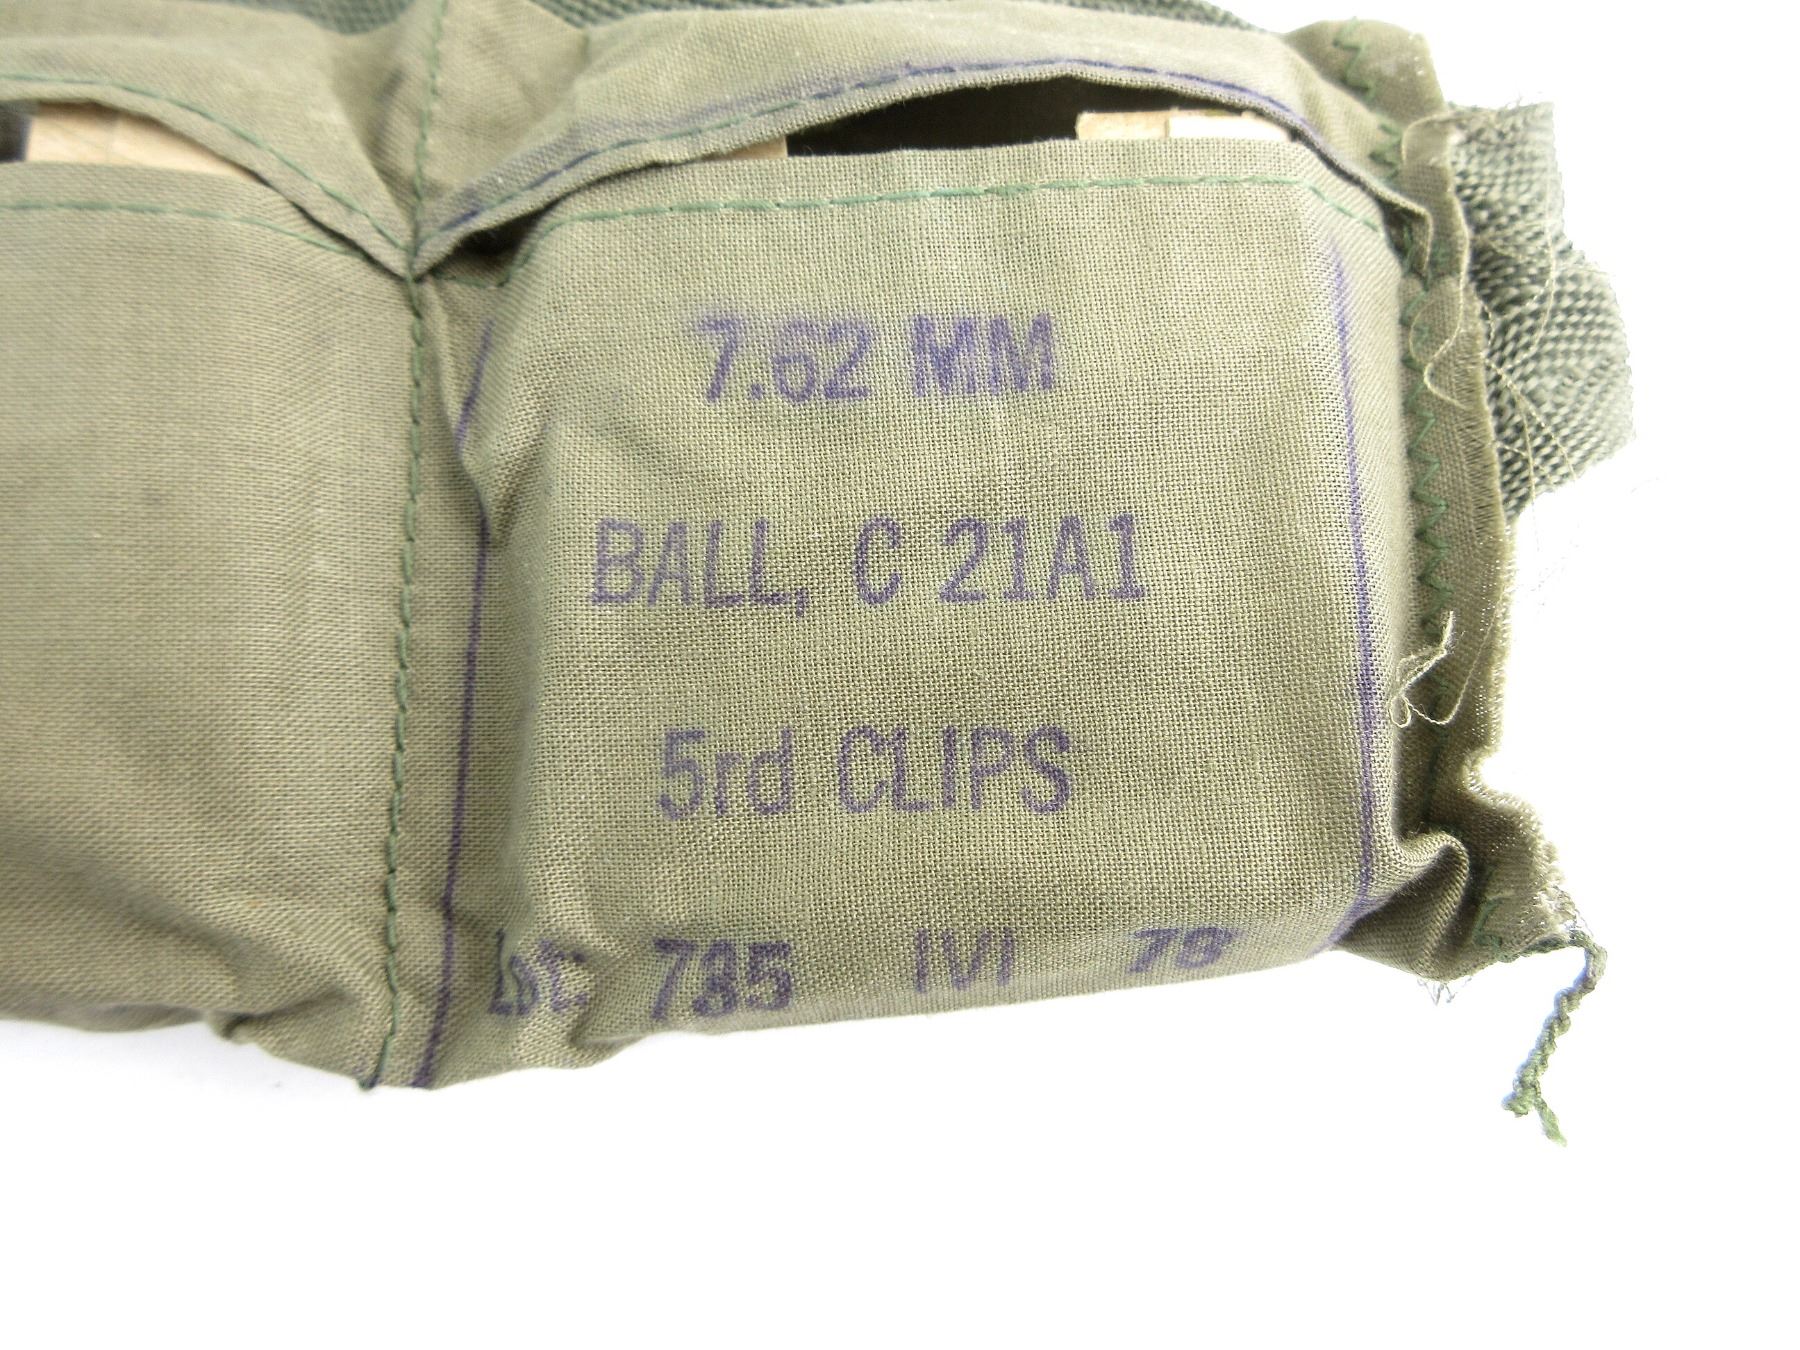 7.62 MM
BALL, C 21A1
5rd CLIPS
735 IVI 78